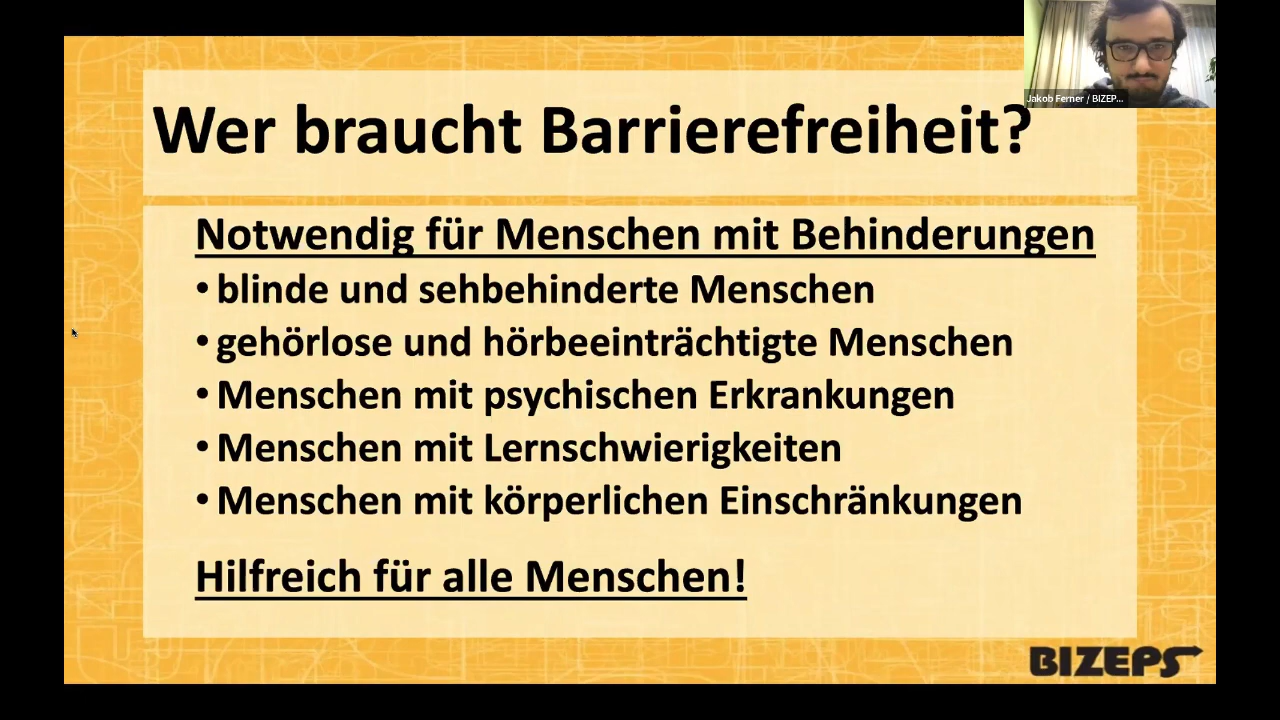 Wer braucht Barrierefreiheit?
Jakob Ferner / BIZEP...
Notwendig für Menschen mit Behinderungen
• blinde und sehbehinderte Menschen
• gehörlose und hörbeeinträchtigte Menschen
• Menschen mit psychischen Erkrankungen
• Menschen mit Lernschwierigkeiten
• Menschen mit körperlichen Einschränkungen
Hilfreich für alle Menschen!
BIZEPS